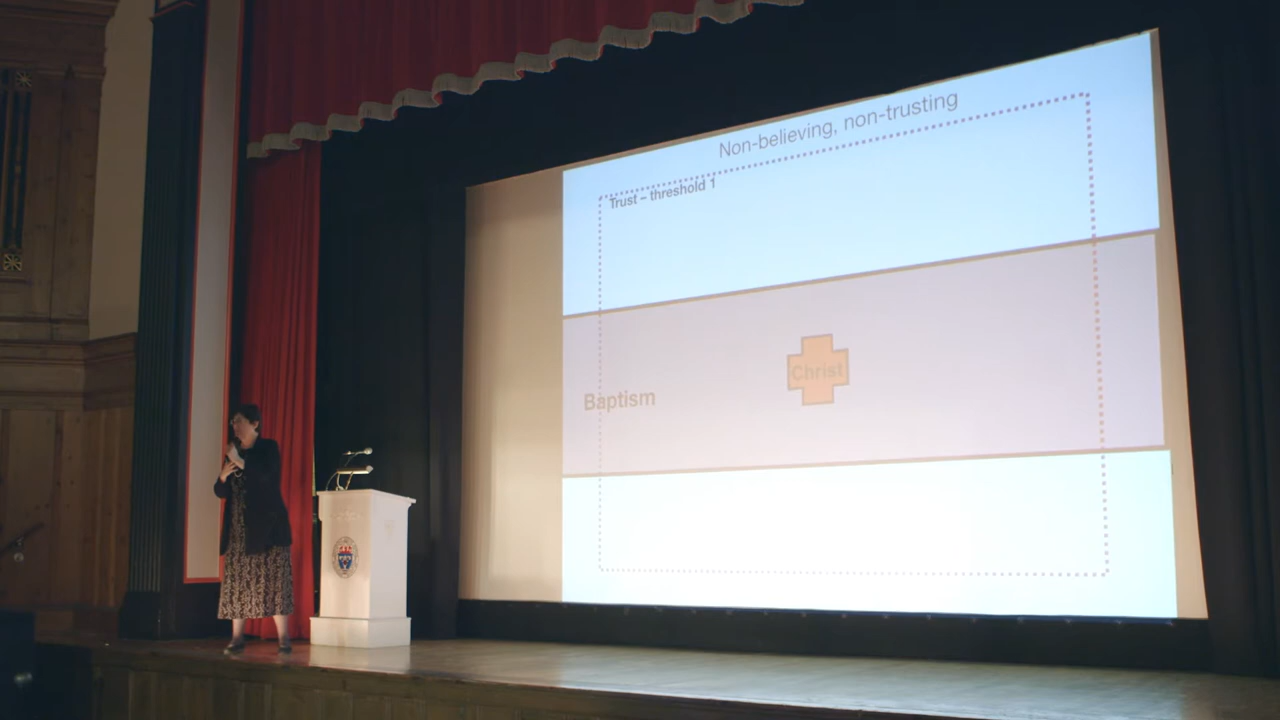 Non-believing, non-trusting
Trust – threshold 1
Christ
Baptism